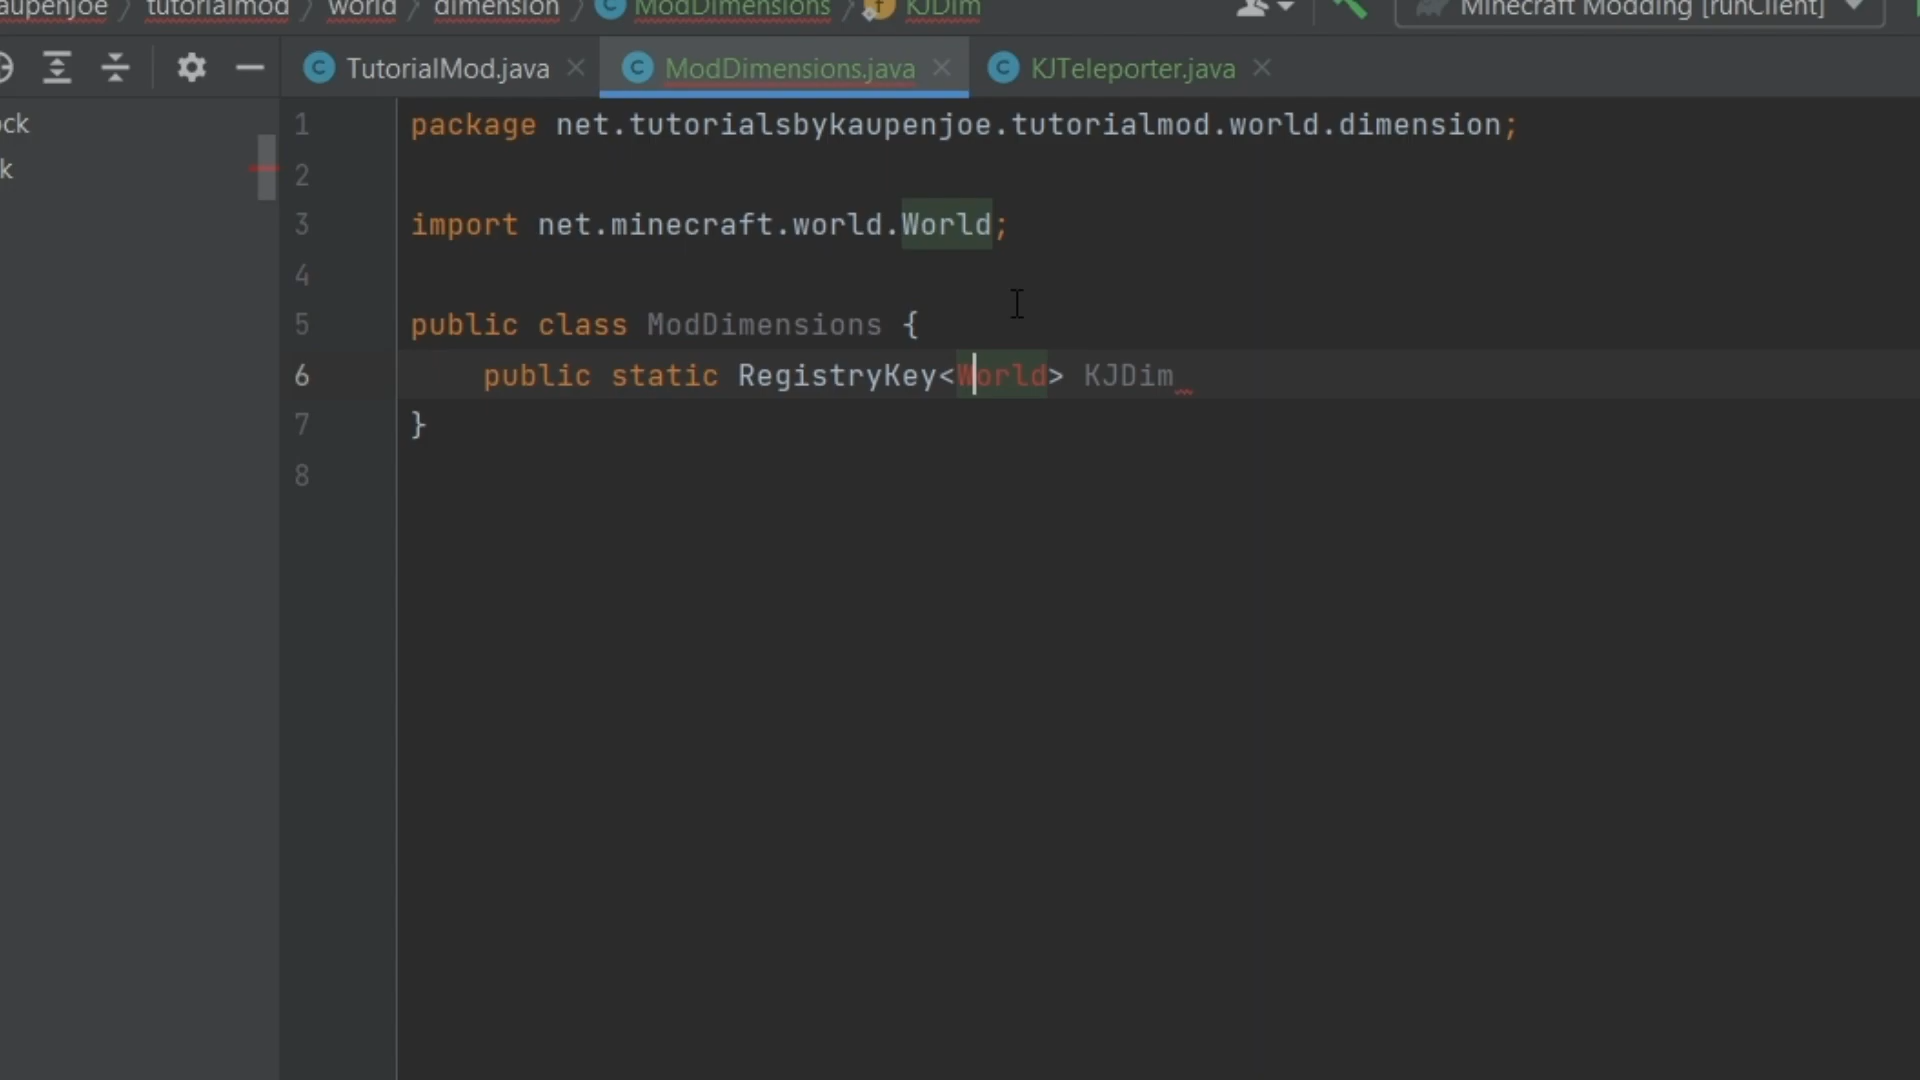 aupenjoe tutorialmod world dimension ModDimensions KJDim Minecraft Modding [runClient]
TutorialMod.java ModDimensions.java KJTeleporter.java
ock
k
1 package net.tutorialsbykaupenjoe.tutorialmod.world.dimension;
2
3 import net.minecraft.world.World;
4
5 public class ModDimensions {
6 public static RegistryKey<World> KJDim
7 }
8